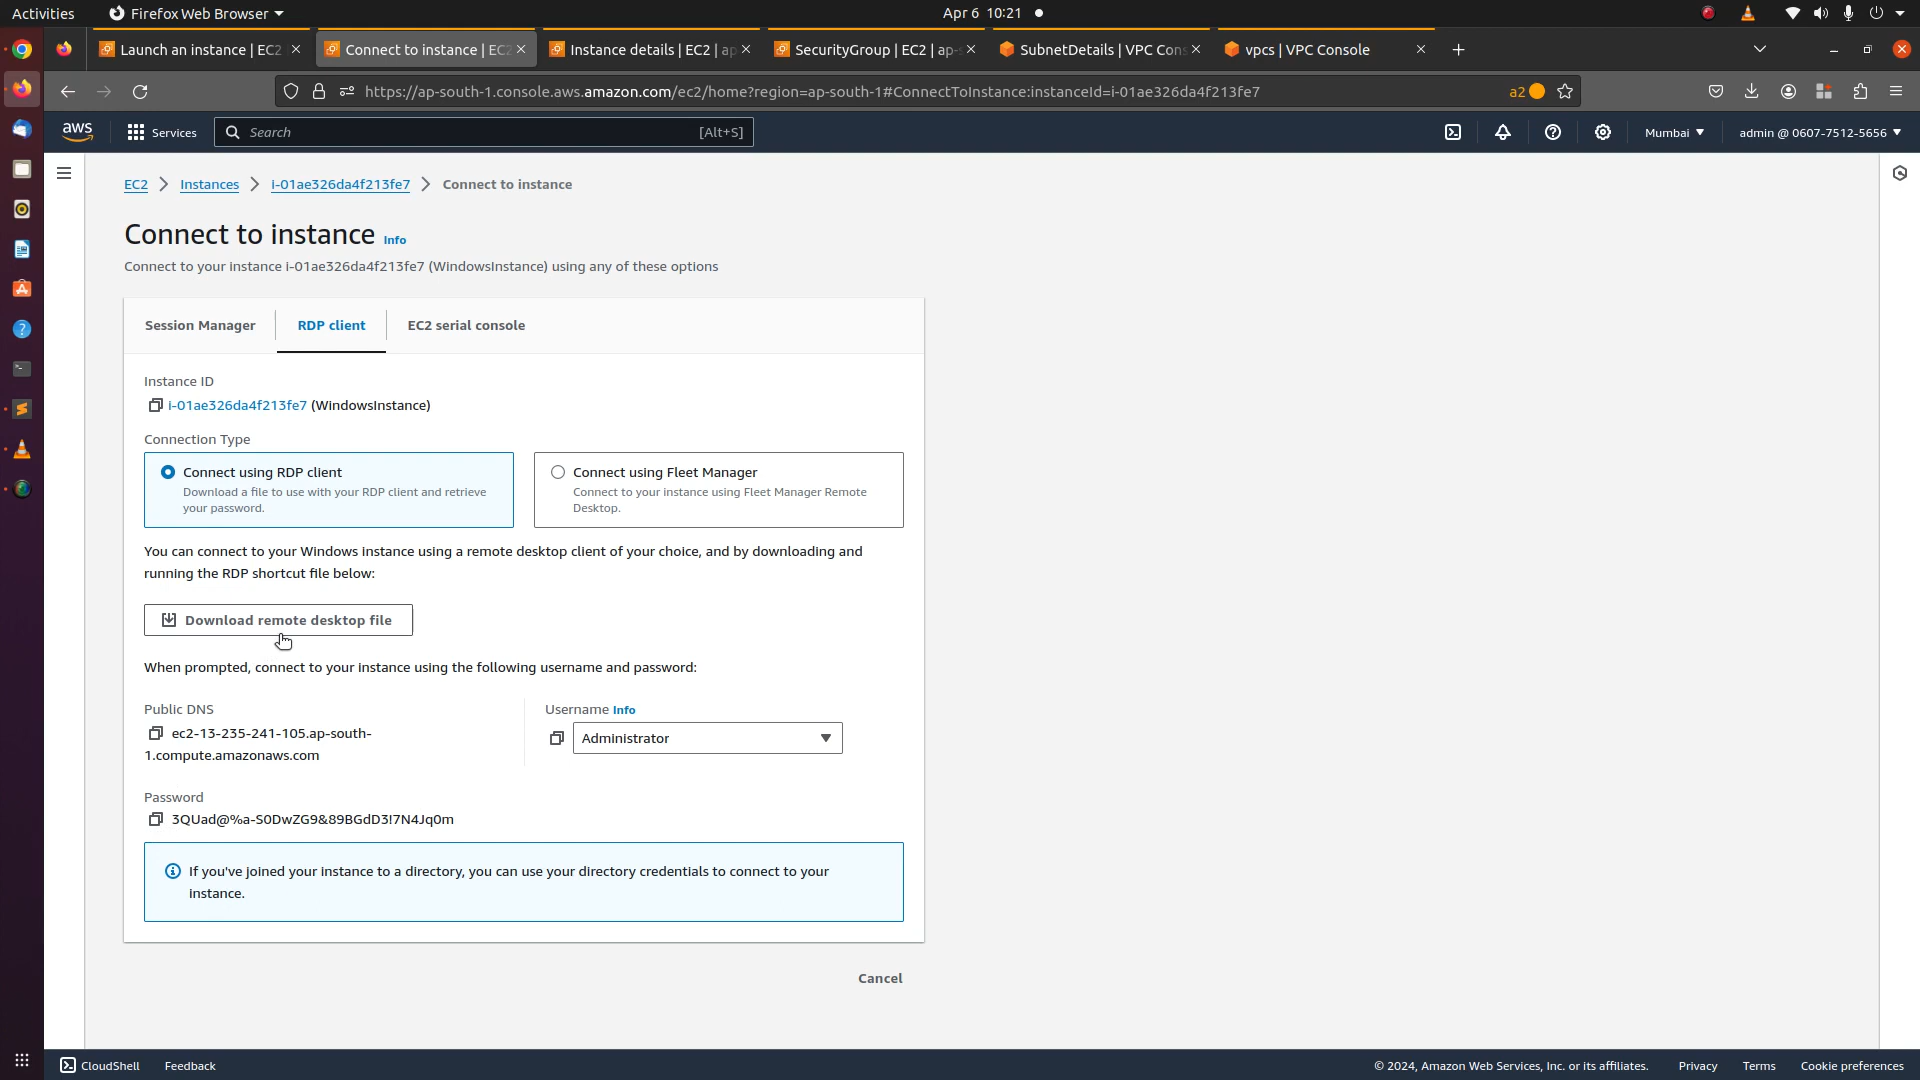 Activities
Firefox Web Browser
Apr 6 10:21
Launch an instance | EC2
Connect to instance | EC2
Instance details | EC2 | ap
SecurityGroup | EC2 | ap-s
SubnetDetails | VPC Cons
vpcs | VPC Console
https://ap-south-1.console.aws.amazon.com/ec2/home?region=ap-south-1#ConnectToInstance:instanceId=i-01ae326da4f213fe7
a2
aws
Services
Search
[Alt+S]
Mumbai
admin @ 0607-7512-5656
EC2
Instances
i-01ae326da4f213fe7
Connect to instance
Connect to instance Info
Connect to your instance i-01ae326da4f213fe7 (WindowsInstance) using any of these options
Session Manager
RDP client
EC2 serial console
Instance ID
i-01ae326da4f213fe7 (WindowsInstance)
Connection Type
Connect using RDP client
Download a file to use with your RDP client and retrieve
your password.
Connect using Fleet Manager
Connect to your instance using Fleet Manager Remote
Desktop.
You can connect to your Windows instance using a remote desktop client of your choice, and by downloading and
running the RDP shortcut file below:
Download remote desktop file
When prompted, connect to your instance using the following username and password:
Public DNS
ec2-13-235-241-105.ap-south-
1.compute.amazonaws.com
Username Info
Administrator
Password
3QUad@%a-S0DwZG9&89BGdD3!7N4Jq0m
If you've joined your instance to a directory, you can use your directory credentials to connect to your
instance.
Cancel
CloudShell
Feedback
© 2024, Amazon Web Services, Inc. or its affiliates.
Privacy
Terms
Cookie preferences